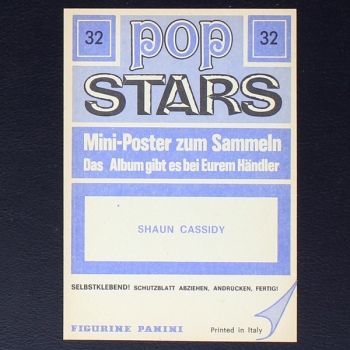 32 pop 32
STARS
Mini-Poster zum Sammeln
Das Album gibt es bei Eurem Händler
SHAUN CASSIDY
SELBSTKLEBEND! SCHUTZBLATT ABZIEHEN, ANDRÜCKEN, FERTIG!
FIGURINE PANINI Printed in Italy